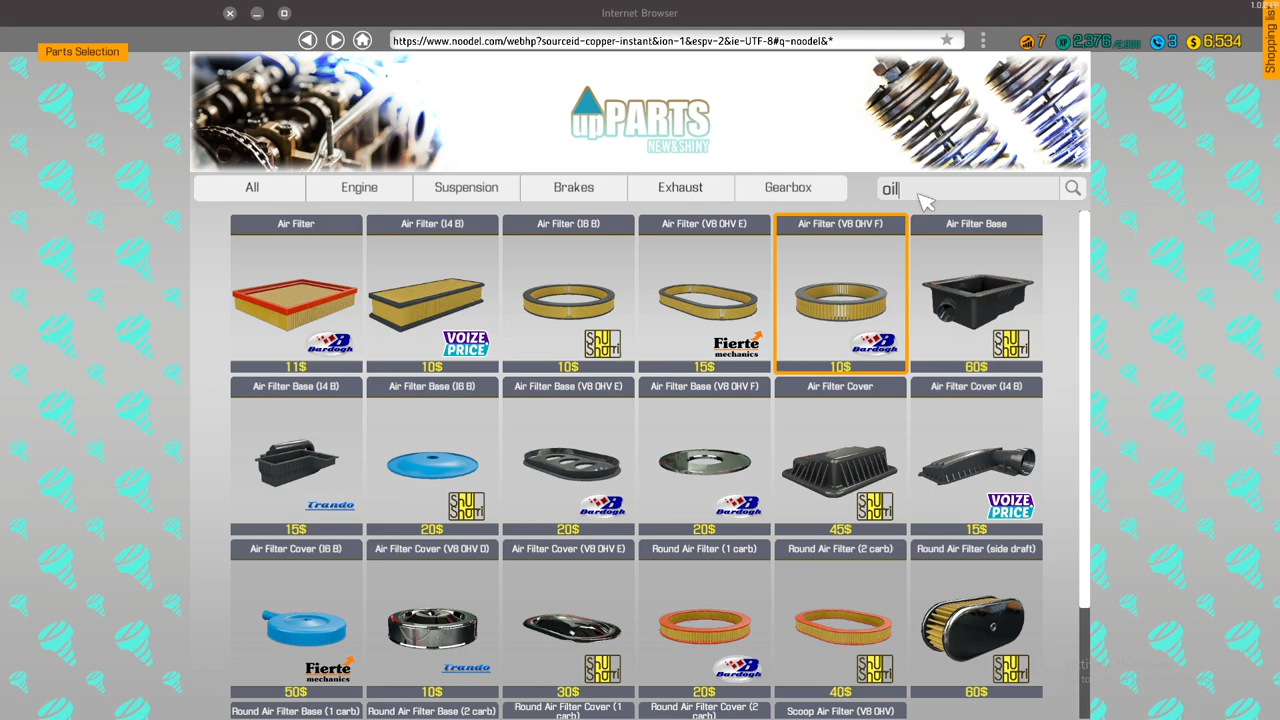 Internet Browser
Parts Selection
https://www.noodel.com/webhp?sourceid-copper-instant&ion-1&espv-2&ie-UTF-8#q-noodel&*
7
2,376
3
$ 6,534
Shopping list
upPARTS
NEW&SHINY
All
Engine
Suspension
Brakes
Exhaust
Gearbox
oil
Air Filter
Air Filter (I4 B)
Air Filter (I6 B)
Air Filter (V8 OHV E)
Air Filter (V8 OHV F)
Air Filter Base
Bardogh
VOIZE PRICE
Fierte mechanics
Bardogh
11$
10$
10$
15$
10$
60$
Air Filter Base (I4 B)
Air Filter Base (I6 B)
Air Filter Base (V8 OHV E)
Air Filter Base (V8 OHV F)
Air Filter Cover
Air Filter Cover (I4 B)
Trando
Bardogh
Bardogh
VOIZE PRICE
15$
20$
20$
20$
45$
15$
Air Filter Cover (I6 B)
Air Filter Cover (V8 OHV D)
Air Filter Cover (V8 OHV E)
Round Air Filter (1 carb)
Round Air Filter (2 carb)
Round Air Filter (side draft)
Fierte mechanics
Trando
Bardogh
50$
10$
30$
20$
40$
60$
Round Air Filter Base (1 carb)
Round Air Filter Base (2 carb)
Round Air Filter Cover (1 carb)
Round Air Filter Cover (2 carb)
Scoop Air Filter (V8 OHV)